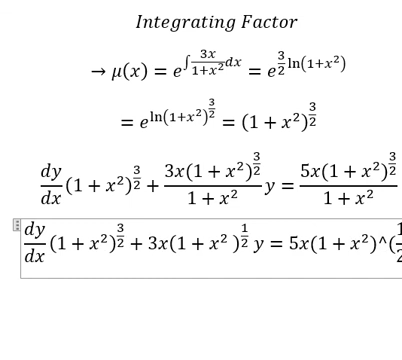 Integrating Factor
→ μ(x) = e^{∫ 3x/(1+x²) dx} = e^{3/2 ln(1+x²)}
= e^{ln(1+x²)^{3/2}} = (1 + x²)^{3/2}
dy/dx (1 + x²)^{3/2} + 3x(1 + x²)^{3/2}/(1 + x²) y = 5x(1 + x²)^{3/2}/(1 + x²)
dy/dx (1 + x²)^{3/2} + 3x(1 + x²)^{1/2} y = 5x(1 + x²)^(1/2